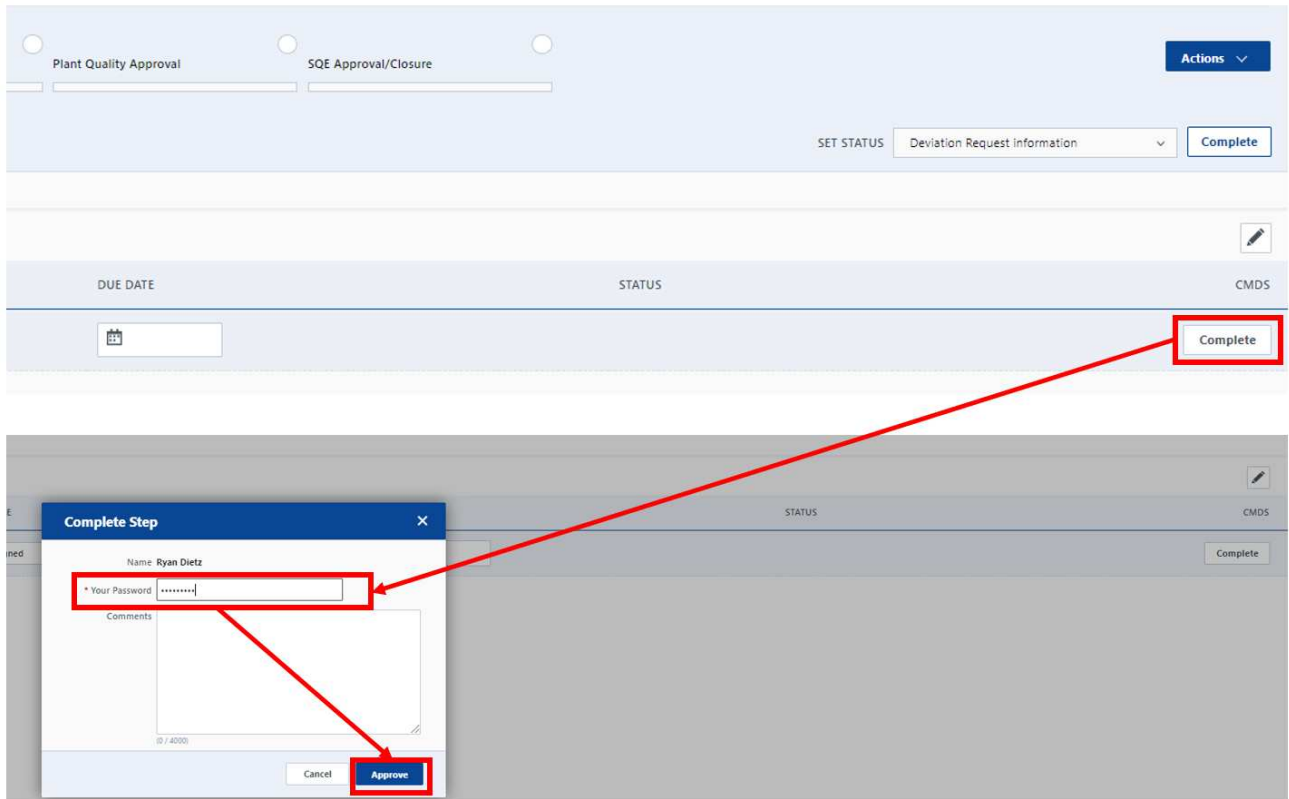 Plant Quality Approval
SQE Approval/Closure
Actions
SET STATUS
Deviation Request Information
Complete
DUE DATE
STATUS
CMDS
Complete
E
STATUS
CMDS
Complete Step
gned
Complete
Name Ryan Dietz
* Your Password
Comments
(0 / 4000)
Cancel
Approve